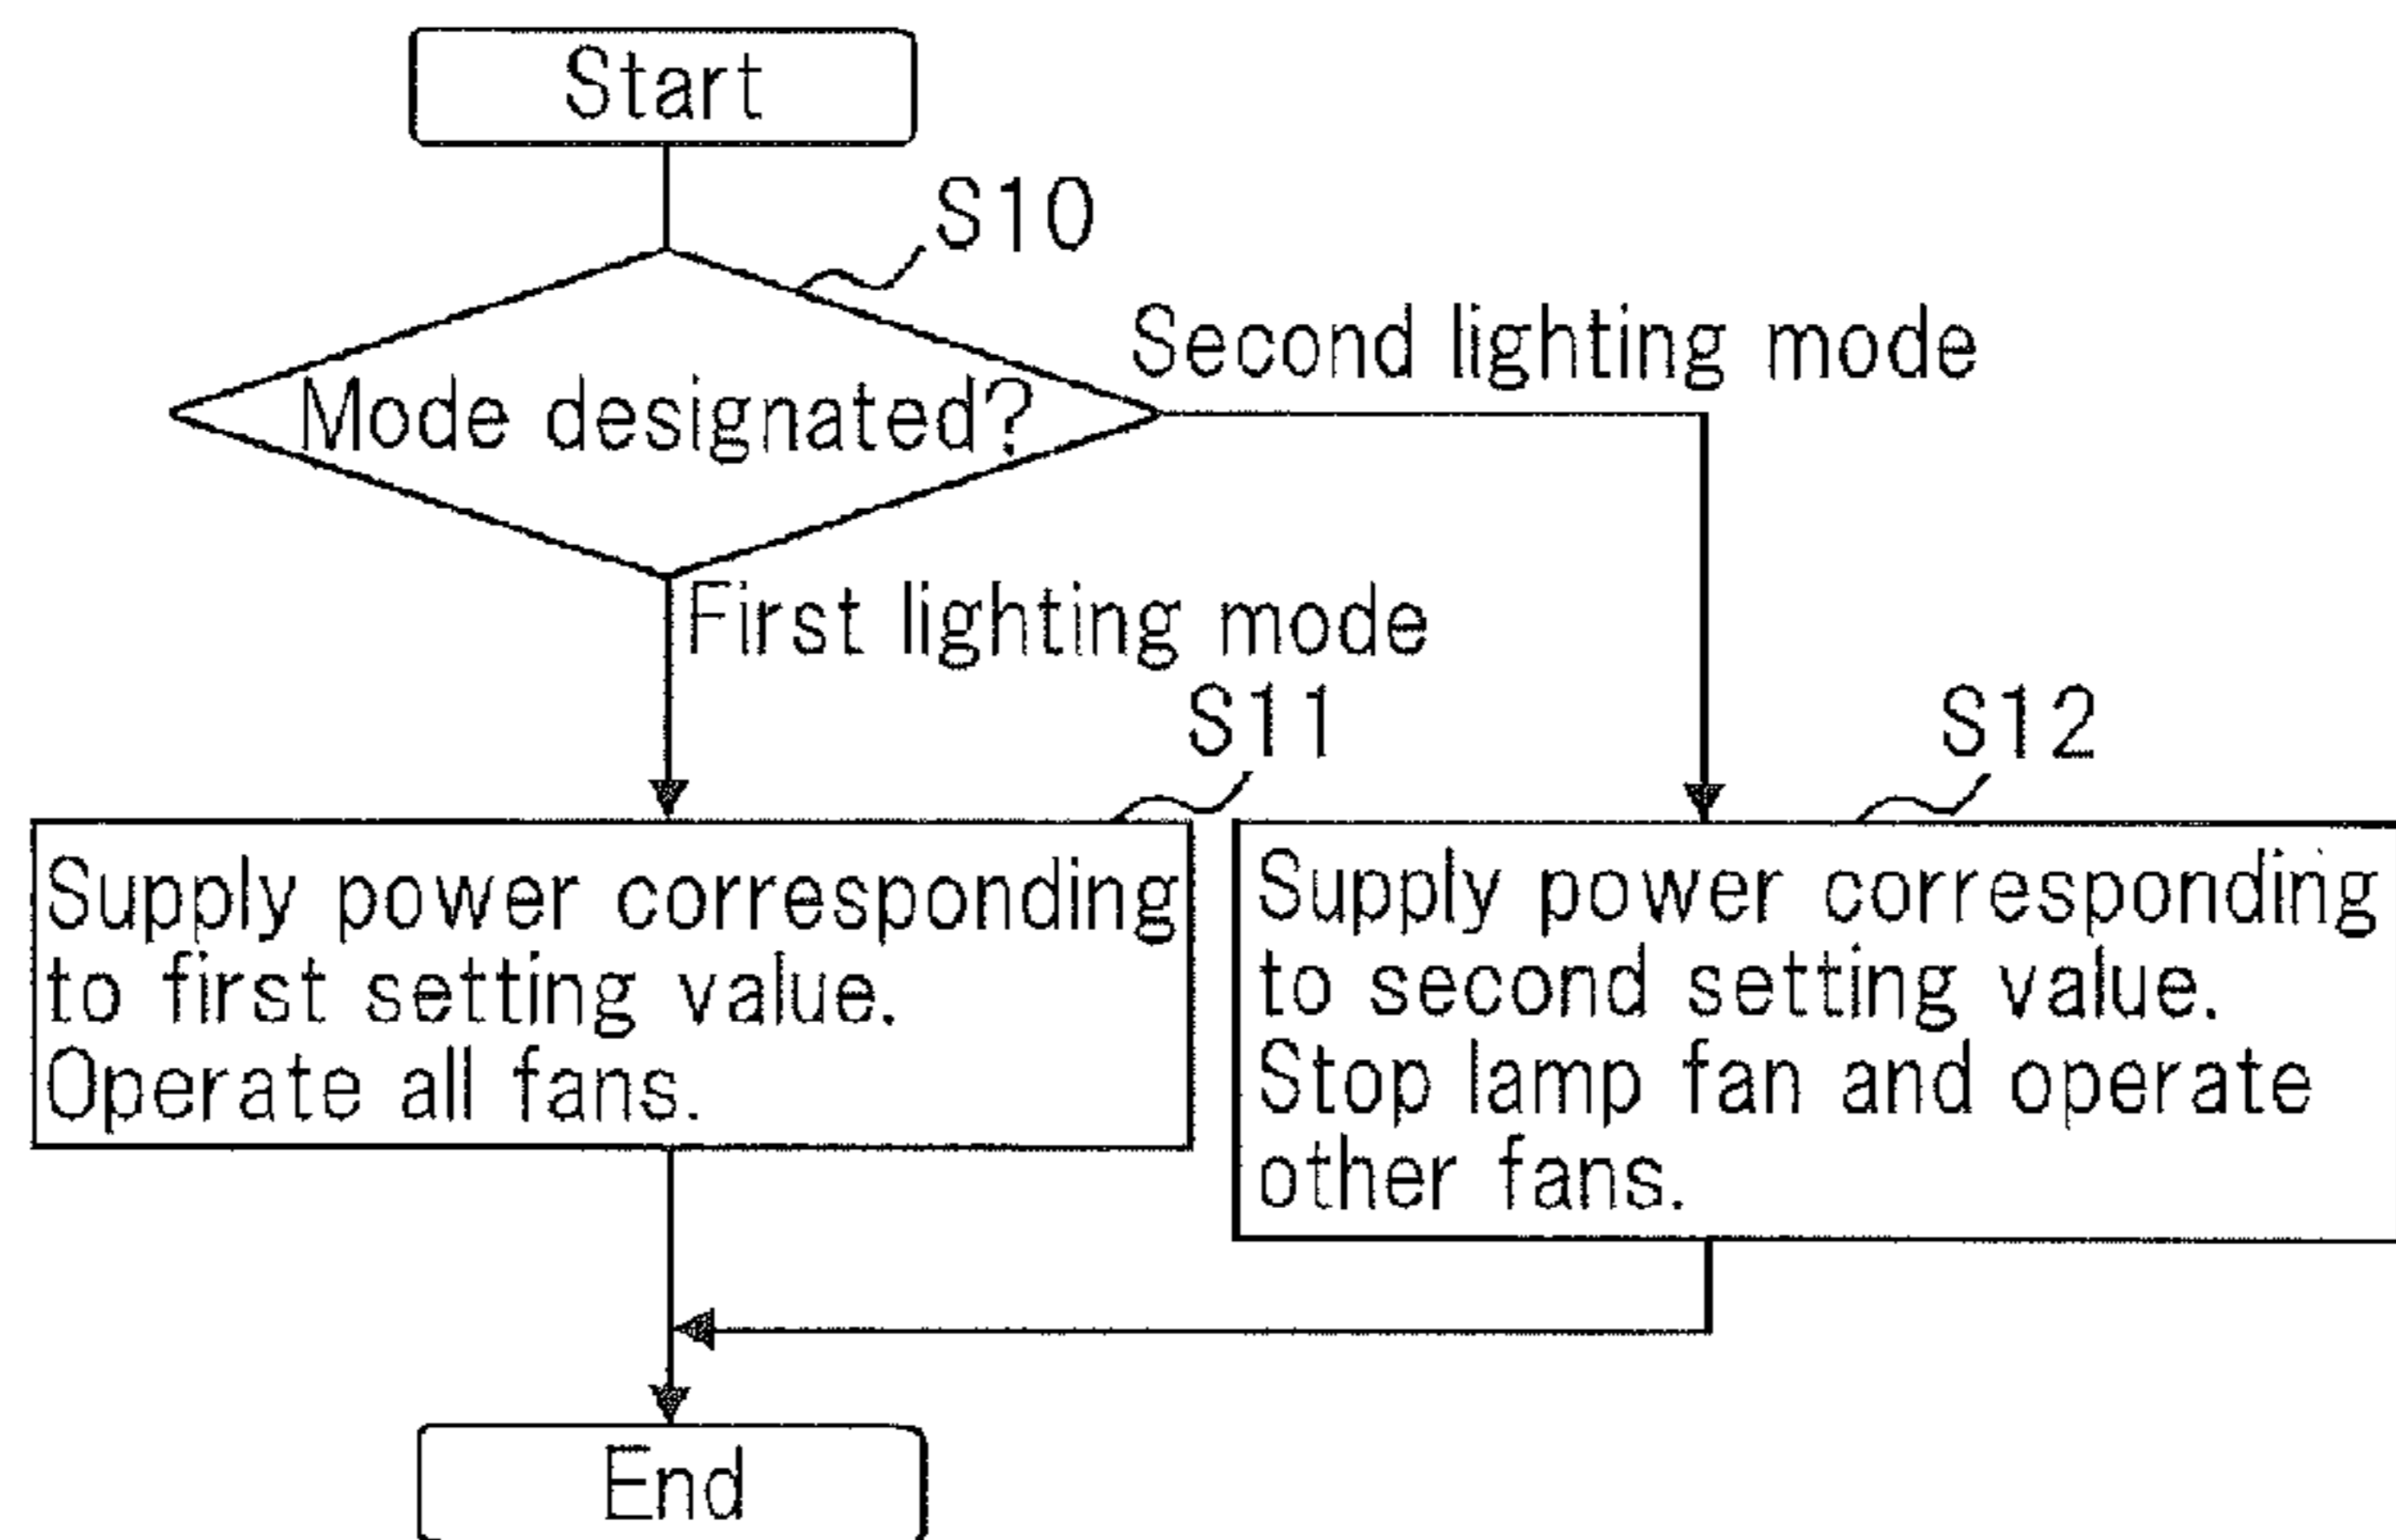 Start
S10
Second lighting mode
Mode designated?
First lighting mode
S11
S12
Supply power corresponding
to first setting value.
Operate all fans.
Supply power corresponding
to second setting value.
Stop lamp fan and operate
other fans.
End